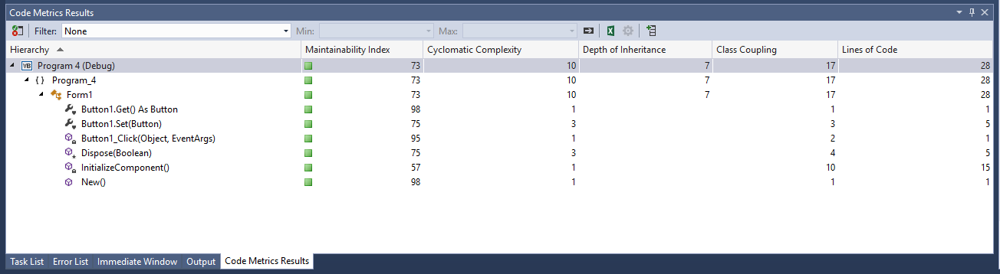 Code Metrics Results
Filter: None Min: Max:
Hierarchy Maintainability Index Cyclomatic Complexity Depth of Inheritance Class Coupling Lines of Code
VB Program 4 (Debug) 73 10 7 17 28
{ } Program_4 73 10 7 17 28
Form1 73 10 7 17 28
Button1.Get() As Button 98 1 1 1
Button1.Set(Button) 75 3 3 5
Button1_Click(Object, EventArgs) 95 1 2 1
Dispose(Boolean) 75 3 4 5
InitializeComponent() 57 1 10 15
New() 98 1 1 1
Task List Error List Immediate Window Output Code Metrics Results